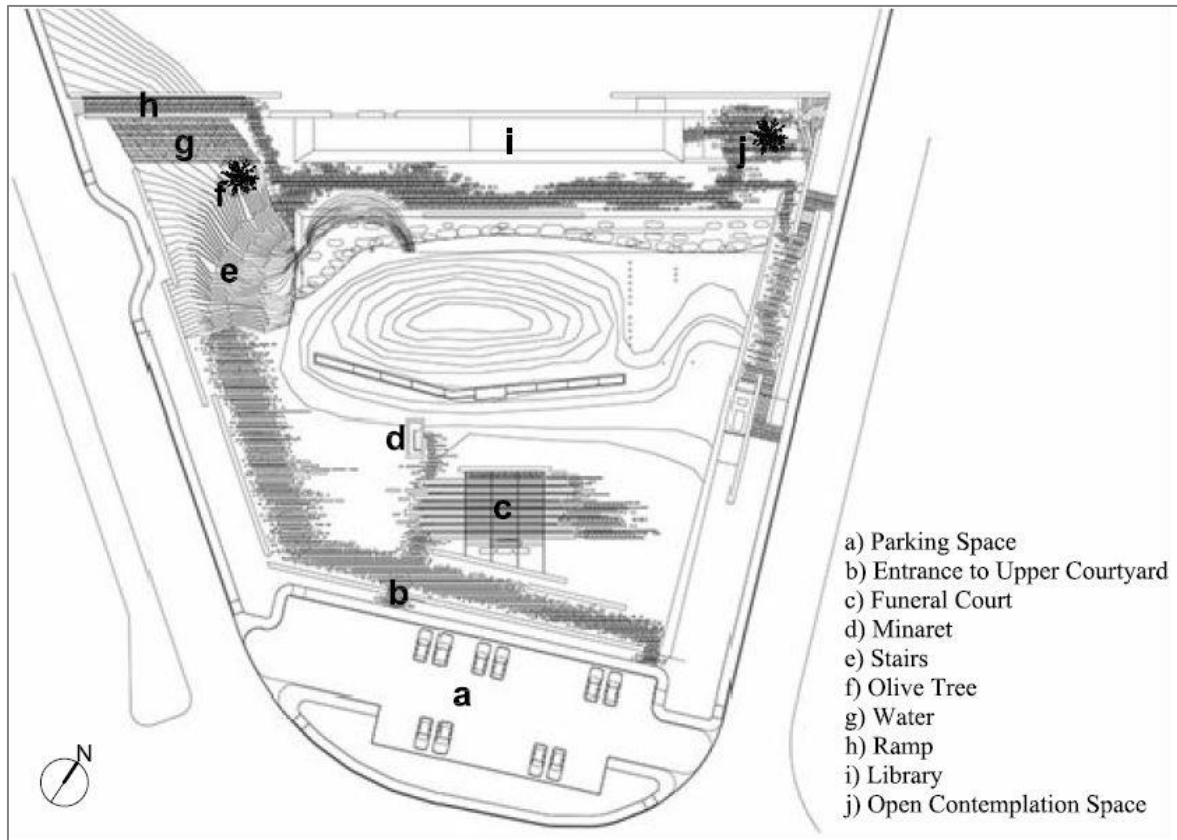 h
g
i
j
f
e
d
c
b
a
N
a) Parking Space
b) Entrance to Upper Courtyard
c) Funeral Court
d) Minaret
e) Stairs
f) Olive Tree
g) Water
h) Ramp
i) Library
j) Open Contemplation Space